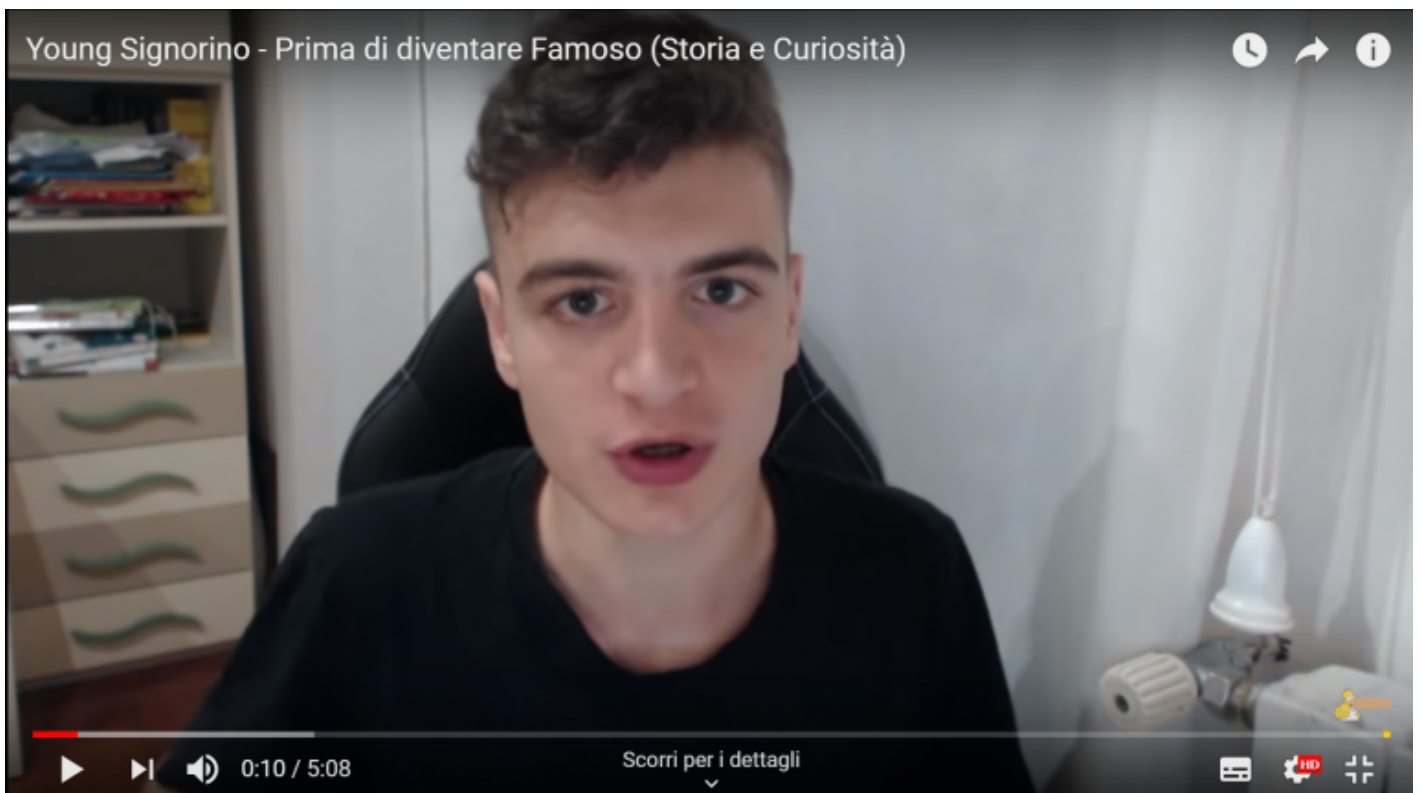 Young Signorino - Prima di diventare Famoso (Storia e Curiosità)
0:10 / 5:08
Scorri per i dettagli
HD